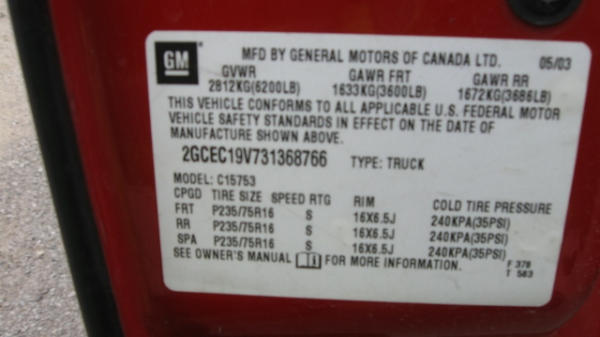 GM MFD BY GENERAL MOTORS OF CANADA LTD. 05/03
GVWR GAWR FRT GAWR RR
2812KG(6200LB) 1633KG(3600LB) 1672KG(3686LB)
THIS VEHICLE CONFORMS TO ALL APPLICABLE U.S. FEDERAL MOTOR
VEHICLE SAFETY STANDARDS IN EFFECT ON THE DATE OF
MANUFACTURE SHOWN ABOVE.
2GCEC19V731368766 TYPE: TRUCK
MODEL: C15753
CPGD TIRE SIZE SPEED RTG RIM COLD TIRE PRESSURE
FRT P235/75R16 S 16X6.5J 240KPA(35PSI)
RR P235/75R16 S 16X6.5J 240KPA(35PSI)
SPA P235/75R16 S 16X6.5J 240KPA(35PSI)
SEE OWNER'S MANUAL FOR MORE INFORMATION. F 378
T 583